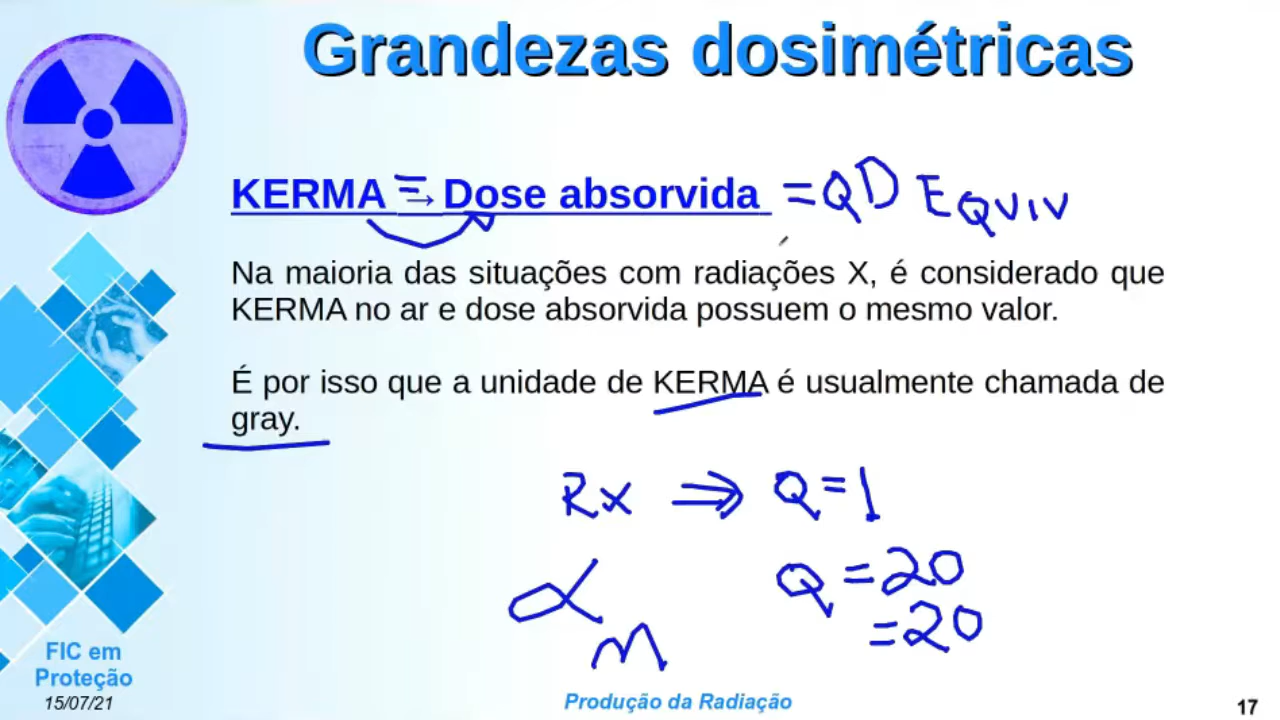 Grandezas dosimétricas
KERMA = → Dose absorvida = QD EQUIV
Na maioria das situações com radiações X, é considerado que
KERMA no ar e dose absorvida possuem o mesmo valor.
É por isso que a unidade de KERMA é usualmente chamada de
gray.
RX ⇒ Q = 1
α Q = 20
n = 20
FIC em
Proteção
15/07/21
Produção da Radiação
17